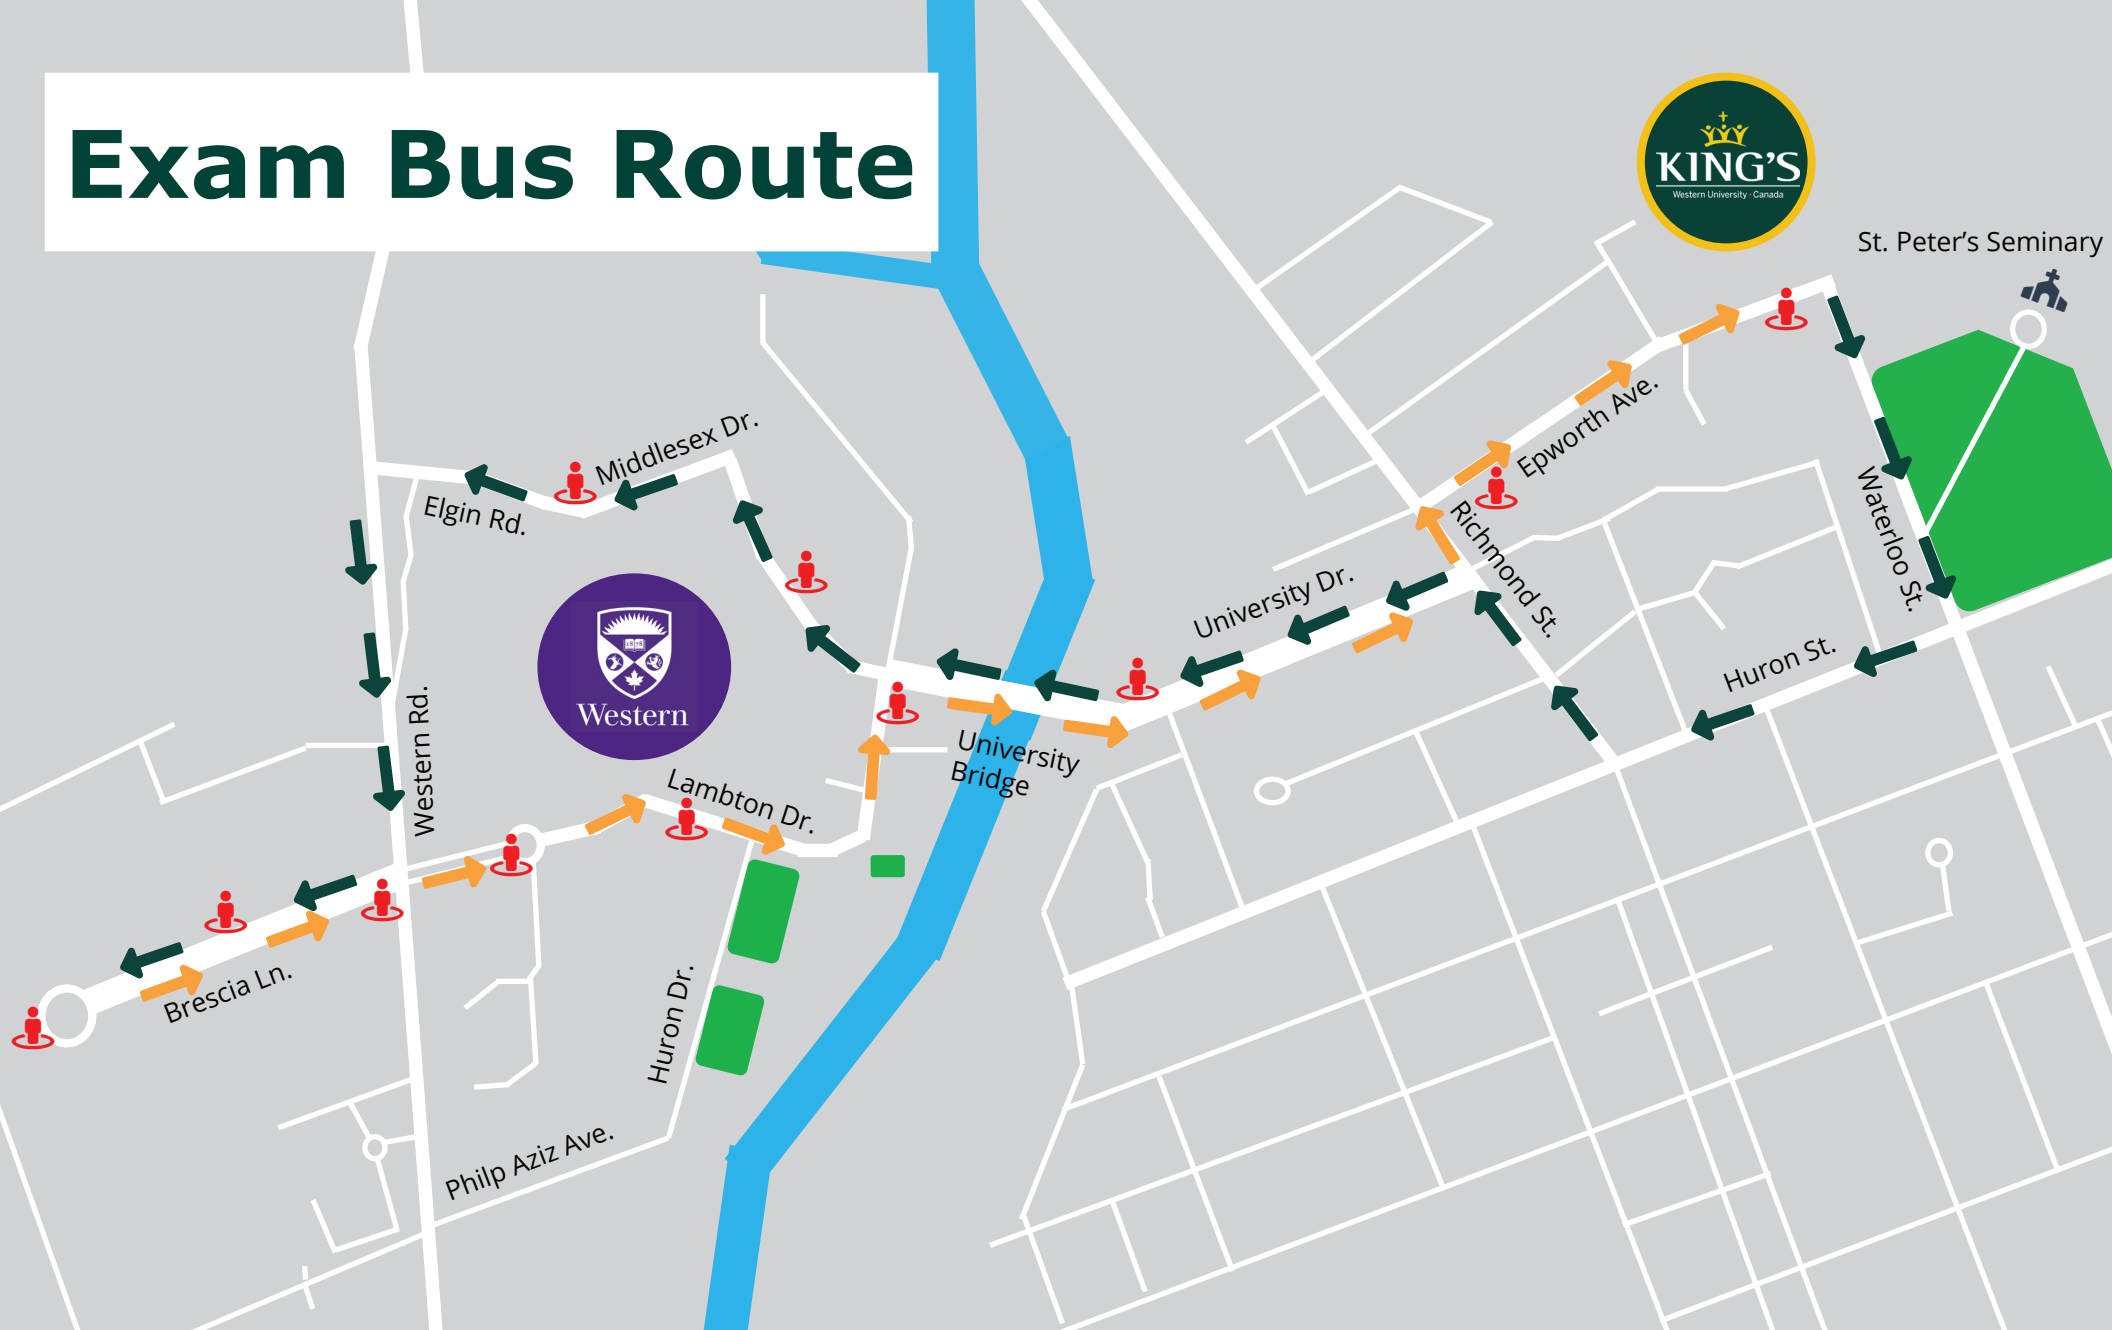 Exam Bus Route
KING'S
Western University · Canada
St. Peter’s Seminary
Middlesex Dr.
Elgin Rd.
Epworth Ave.
Richmond St.
Waterloo St.
University Dr.
Huron St.
Western
Western Rd.
University
Bridge
Lambton Dr.
Brescia Ln.
Huron Dr.
Philp Aziz Ave.